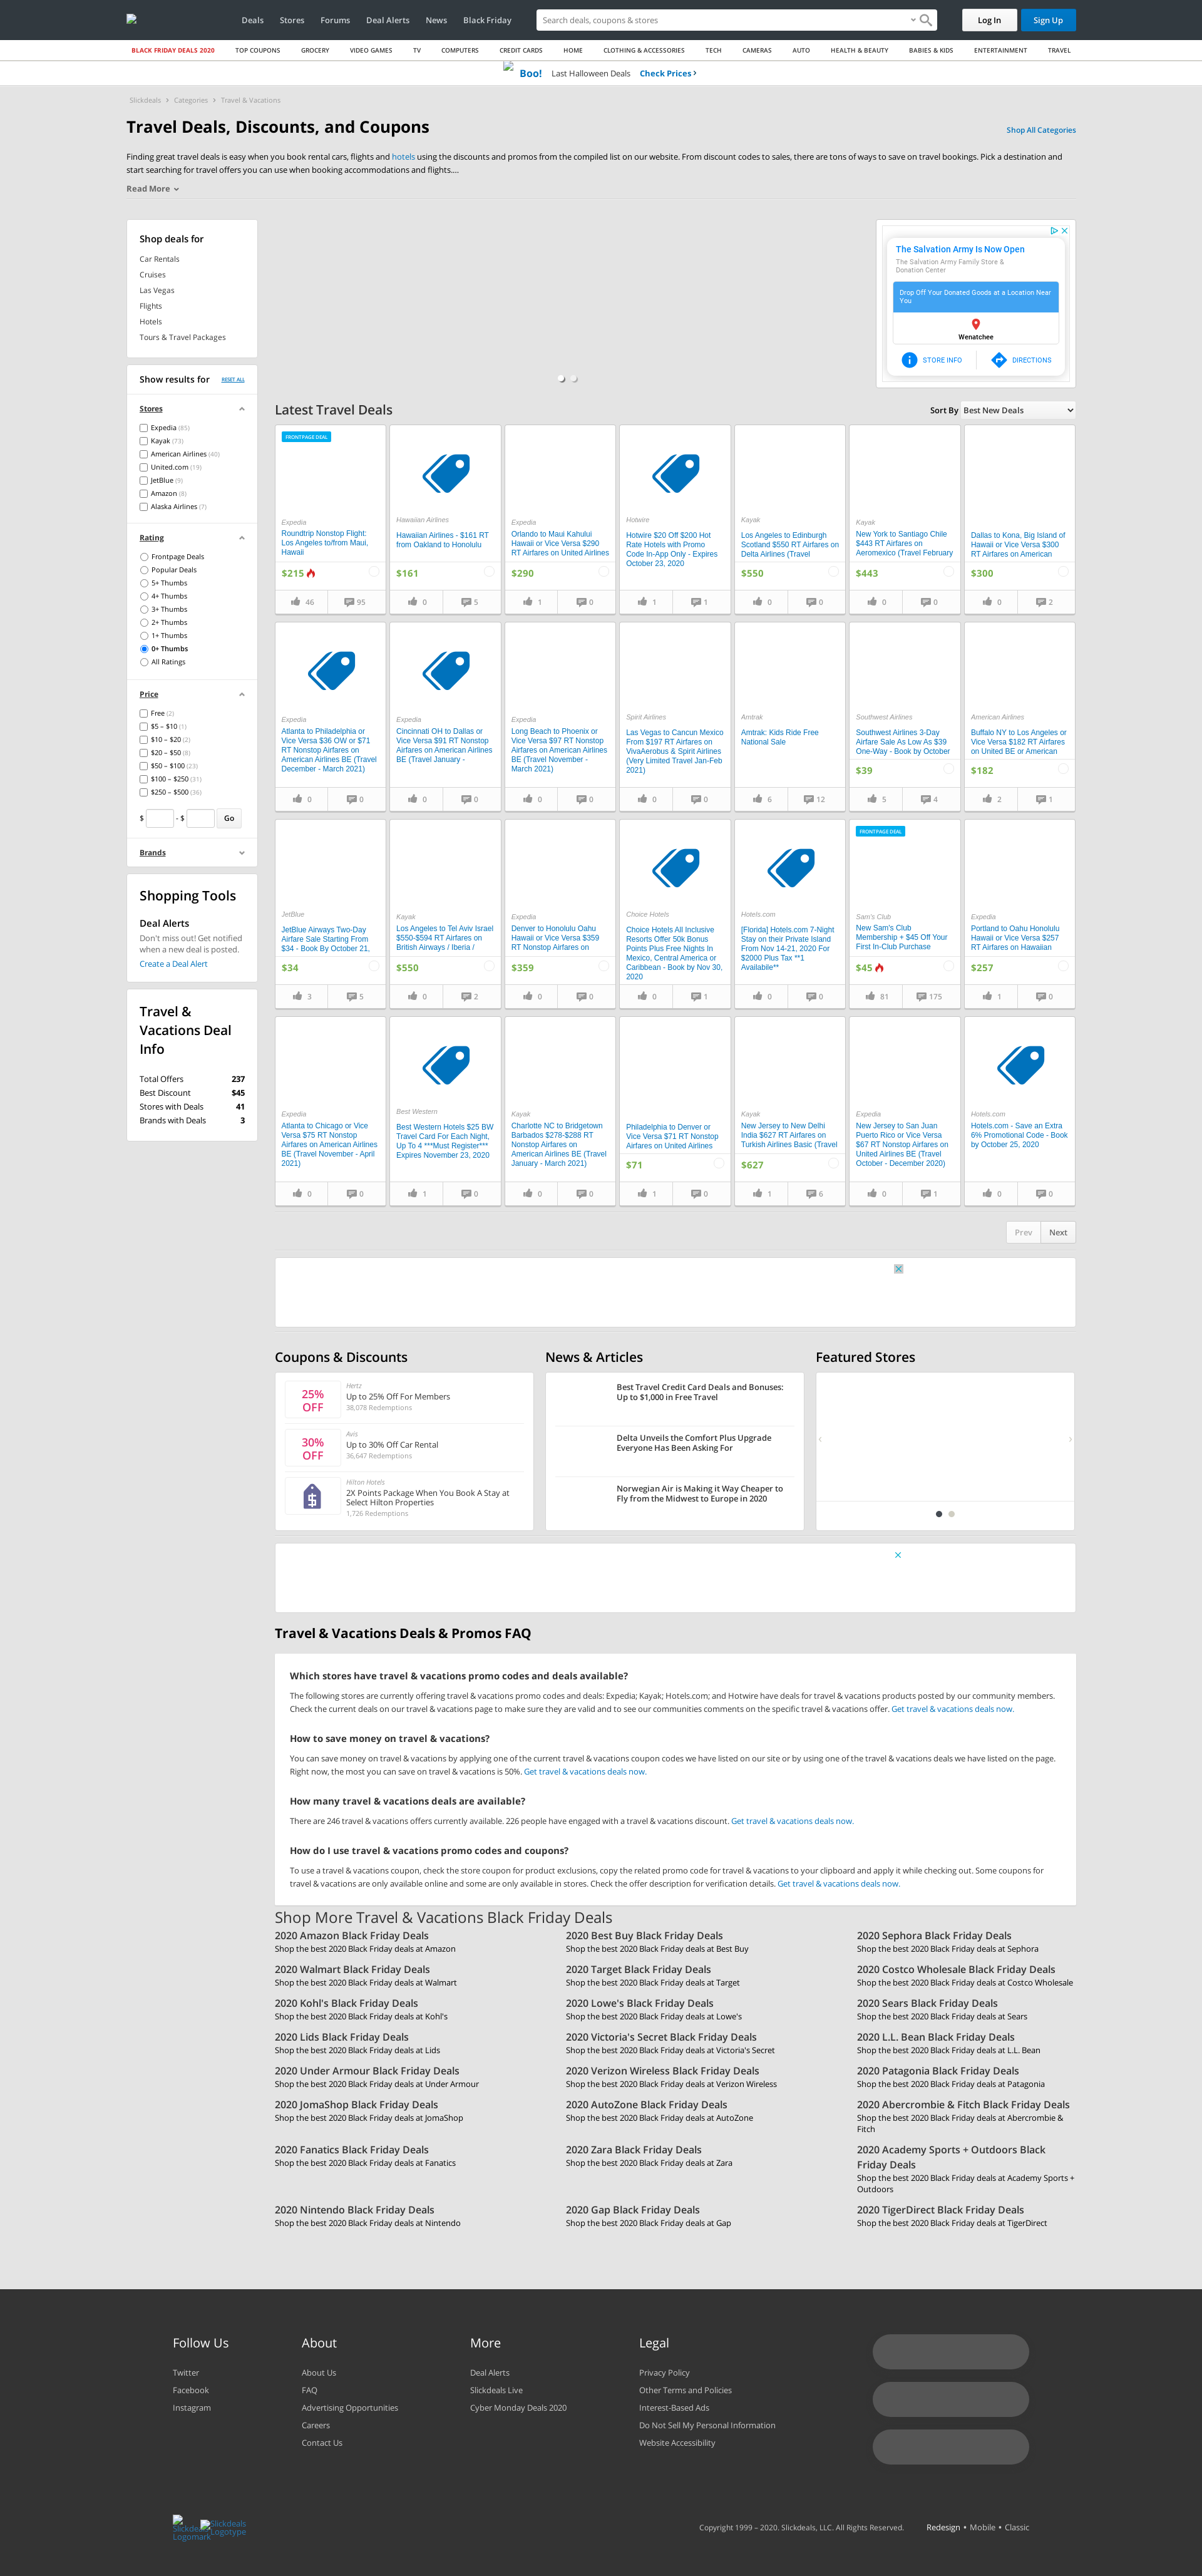 Deals Stores Forums Deal Alerts News Black Friday Search deals, coupons & stores Log In Sign Up
BLACK FRIDAY DEALS 2020 TOP COUPONS GROCERY VIDEO GAMES TV COMPUTERS CREDIT CARDS HOME CLOTHING & ACCESSORIES TECH CAMERAS AUTO HEALTH & BEAUTY BABIES & KIDS ENTERTAINMENT TRAVEL
Boo! Last Halloween Deals Check Prices
Slickdeals Categories Travel & Vacations
Travel Deals, Discounts, and Coupons
Shop All Categories
Finding great travel deals is easy when you book rental cars, flights and hotels using the discounts and promos from the compiled list on our website. From discount codes to sales, there are tons of ways to save on travel bookings. Pick a destination and
start searching for travel offers you can use when booking accommodations and flights....
Read More
Shop deals for
Car Rentals
Cruises
Las Vegas
Flights
Hotels
Tours & Travel Packages
Show results for RESET ALL
Stores
Expedia (85)
Kayak (73)
American Airlines (40)
United.com (19)
JetBlue (9)
Amazon (8)
Alaska Airlines (7)
Rating
Frontpage Deals
Popular Deals
5+ Thumbs
4+ Thumbs
3+ Thumbs
2+ Thumbs
1+ Thumbs
0+ Thumbs
All Ratings
Price
Free (2)
$5 – $10 (1)
$10 – $20 (2)
$20 – $50 (8)
$50 – $100 (23)
$100 – $250 (31)
$250 – $500 (36)
$ - $ Go
Brands
Shopping Tools
Deal Alerts
Don't miss out! Get notified
when a new deal is posted.
Create a Deal Alert
Travel &
Vacations Deal
Info
Total Offers 237
Best Discount $45
Stores with Deals 41
Brands with Deals 3
The Salvation Army Is Now Open
The Salvation Army Family Store &
Donation Center
Drop Off Your Donated Goods at a Location Near
You
Wenatchee
STORE INFO DIRECTIONS
Latest Travel Deals
Sort By Best New Deals
FRONTPAGE DEAL
Expedia
Roundtrip Nonstop Flight:
Los Angeles to/from Maui,
Hawaii
$215
46 95
Hawaiian Airlines
Hawaiian Airlines - $161 RT
from Oakland to Honolulu
$161
0 5
Expedia
Orlando to Maui Kahului
Hawaii or Vice Versa $290
RT Airfares on United Airlines
$290
1 0
Hotwire
Hotwire $20 Off $200 Hot
Rate Hotels with Promo
Code In-App Only - Expires
October 23, 2020
1 1
Kayak
Los Angeles to Edinburgh
Scotland $550 RT Airfares on
Delta Airlines (Travel
$550
0 0
Kayak
New York to Santiago Chile
$443 RT Airfares on
Aeromexico (Travel February
$443
0 0
Dallas to Kona, Big Island of
Hawaii or Vice Versa $300
RT Airfares on American
$300
0 2
Expedia
Atlanta to Philadelphia or
Vice Versa $36 OW or $71
RT Nonstop Airfares on
American Airlines BE (Travel
December - March 2021)
0 0
Expedia
Cincinnati OH to Dallas or
Vice Versa $91 RT Nonstop
Airfares on American Airlines
BE (Travel January -
0 0
Expedia
Long Beach to Phoenix or
Vice Versa $97 RT Nonstop
Airfares on American Airlines
BE (Travel November -
March 2021)
0 0
Spirit Airlines
Las Vegas to Cancun Mexico
From $197 RT Airfares on
VivaAerobus & Spirit Airlines
(Very Limited Travel Jan-Feb
2021)
0 0
Amtrak
Amtrak: Kids Ride Free
National Sale
6 12
Southwest Airlines
Southwest Airlines 3-Day
Airfare Sale As Low As $39
One-Way - Book by October
$39
5 4
American Airlines
Buffalo NY to Los Angeles or
Vice Versa $182 RT Airfares
on United BE or American
$182
2 1
JetBlue
JetBlue Airways Two-Day
Airfare Sale Starting From
$34 - Book By October 21,
$34
3 5
Kayak
Los Angeles to Tel Aviv Israel
$550-$594 RT Airfares on
British Airways / Iberia /
$550
0 2
Expedia
Denver to Honolulu Oahu
Hawaii or Vice Versa $359
RT Nonstop Airfares on
$359
0 0
Choice Hotels
Choice Hotels All Inclusive
Resorts Offer 50k Bonus
Points Plus Free Nights In
Mexico, Central America or
Caribbean - Book by Nov 30,
2020
0 1
Hotels.com
[Florida] Hotels.com 7-Night
Stay on their Private Island
From Nov 14-21, 2020 For
$2000 Plus Tax **1
Availabile**
0 0
FRONTPAGE DEAL
Sam's Club
New Sam's Club
Membership + $45 Off Your
First In-Club Purchase
$45
81 175
Expedia
Portland to Oahu Honolulu
Hawaii or Vice Versa $257
RT Airfares on Hawaiian
$257
1 0
Expedia
Atlanta to Chicago or Vice
Versa $75 RT Nonstop
Airfares on American Airlines
BE (Travel November - April
2021)
0 0
Best Western
Best Western Hotels $25 BW
Travel Card For Each Night,
Up To 4 ***Must Register***
Expires November 23, 2020
1 0
Kayak
Charlotte NC to Bridgetown
Barbados $278-$288 RT
Nonstop Airfares on
American Airlines BE (Travel
January - March 2021)
0 0
Philadelphia to Denver or
Vice Versa $71 RT Nonstop
Airfares on United Airlines
$71
1 0
Kayak
New Jersey to New Delhi
India $627 RT Airfares on
Turkish Airlines Basic (Travel
$627
1 6
Expedia
New Jersey to San Juan
Puerto Rico or Vice Versa
$67 RT Nonstop Airfares on
United Airlines BE (Travel
October - December 2020)
0 1
Hotels.com
Hotels.com - Save an Extra
6% Promotional Code - Book
by October 25, 2020
0 0
Prev Next
Coupons & Discounts
25%
OFF
Hertz
Up to 25% Off For Members
38,078 Redemptions
30%
OFF
Avis
Up to 30% Off Car Rental
36,647 Redemptions
Hilton Hotels
2X Points Package When You Book A Stay at
Select Hilton Properties
1,726 Redemptions
News & Articles
Best Travel Credit Card Deals and Bonuses:
Up to $1,000 in Free Travel
Delta Unveils the Comfort Plus Upgrade
Everyone Has Been Asking For
Norwegian Air is Making it Way Cheaper to
Fly from the Midwest to Europe in 2020
Featured Stores
Travel & Vacations Deals & Promos FAQ
Which stores have travel & vacations promo codes and deals available?
The following stores are currently offering travel & vacations promo codes and deals: Expedia; Kayak; Hotels.com; and Hotwire have deals for travel & vacations products posted by our community members.
Check the current deals on our travel & vacations page to make sure they are valid and to see our communities comments on the specific travel & vacations offer. Get travel & vacations deals now.
How to save money on travel & vacations?
You can save money on travel & vacations by applying one of the current travel & vacations coupon codes we have listed on our site or by using one of the travel & vacations deals we have listed on the page.
Right now, the most you can save on travel & vacations is 50%. Get travel & vacations deals now.
How many travel & vacations deals are available?
There are 246 travel & vacations offers currently available. 226 people have engaged with a travel & vacations discount. Get travel & vacations deals now.
How do I use travel & vacations promo codes and coupons?
To use a travel & vacations coupon, check the store coupon for product exclusions, copy the related promo code for travel & vacations to your clipboard and apply it while checking out. Some coupons for
travel & vacations are only available online and some are only available in stores. Check the offer description for verification details. Get travel & vacations deals now.
Shop More Travel & Vacations Black Friday Deals
2020 Amazon Black Friday Deals
Shop the best 2020 Black Friday deals at Amazon
2020 Best Buy Black Friday Deals
Shop the best 2020 Black Friday deals at Best Buy
2020 Sephora Black Friday Deals
Shop the best 2020 Black Friday deals at Sephora
2020 Walmart Black Friday Deals
Shop the best 2020 Black Friday deals at Walmart
2020 Target Black Friday Deals
Shop the best 2020 Black Friday deals at Target
2020 Costco Wholesale Black Friday Deals
Shop the best 2020 Black Friday deals at Costco Wholesale
2020 Kohl's Black Friday Deals
Shop the best 2020 Black Friday deals at Kohl's
2020 Lowe's Black Friday Deals
Shop the best 2020 Black Friday deals at Lowe's
2020 Sears Black Friday Deals
Shop the best 2020 Black Friday deals at Sears
2020 Lids Black Friday Deals
Shop the best 2020 Black Friday deals at Lids
2020 Victoria's Secret Black Friday Deals
Shop the best 2020 Black Friday deals at Victoria's Secret
2020 L.L. Bean Black Friday Deals
Shop the best 2020 Black Friday deals at L.L. Bean
2020 Under Armour Black Friday Deals
Shop the best 2020 Black Friday deals at Under Armour
2020 Verizon Wireless Black Friday Deals
Shop the best 2020 Black Friday deals at Verizon Wireless
2020 Patagonia Black Friday Deals
Shop the best 2020 Black Friday deals at Patagonia
2020 JomaShop Black Friday Deals
Shop the best 2020 Black Friday deals at JomaShop
2020 AutoZone Black Friday Deals
Shop the best 2020 Black Friday deals at AutoZone
2020 Abercrombie & Fitch Black Friday Deals
Shop the best 2020 Black Friday deals at Abercrombie &
Fitch
2020 Fanatics Black Friday Deals
Shop the best 2020 Black Friday deals at Fanatics
2020 Zara Black Friday Deals
Shop the best 2020 Black Friday deals at Zara
2020 Academy Sports + Outdoors Black
Friday Deals
Shop the best 2020 Black Friday deals at Academy Sports +
Outdoors
2020 Nintendo Black Friday Deals
Shop the best 2020 Black Friday deals at Nintendo
2020 Gap Black Friday Deals
Shop the best 2020 Black Friday deals at Gap
2020 TigerDirect Black Friday Deals
Shop the best 2020 Black Friday deals at TigerDirect
Follow Us
Twitter
Facebook
Instagram
About
About Us
FAQ
Advertising Opportunities
Careers
Contact Us
More
Deal Alerts
Slickdeals Live
Cyber Monday Deals 2020
Legal
Privacy Policy
Other Terms and Policies
Interest-Based Ads
Do Not Sell My Personal Information
Website Accessibility
Slickdeals
Logomark
Slickdeals
Logotype
Copyright 1999 – 2020. Slickdeals, LLC. All Rights Reserved. Redesign • Mobile • Classic